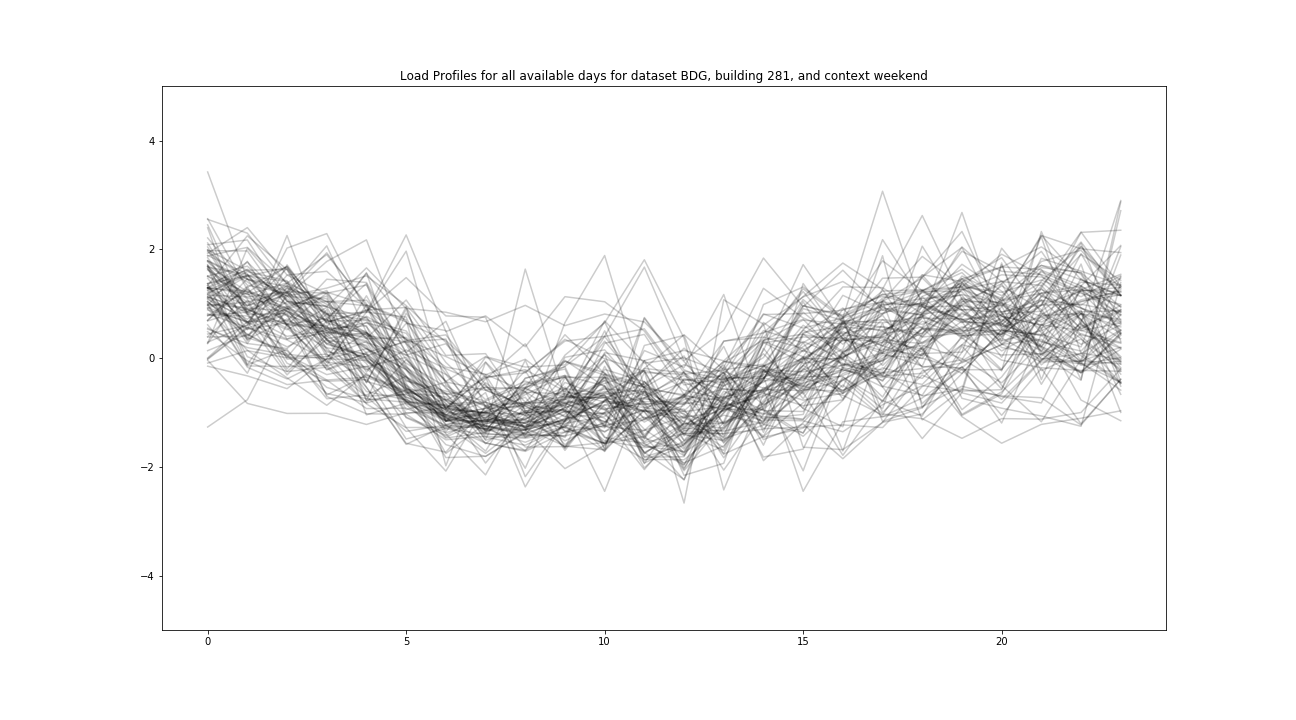 Load Profiles for all available days for dataset BDG, building 281, and context weekend
4
2
0
−2
−4
0 5 10 15 20